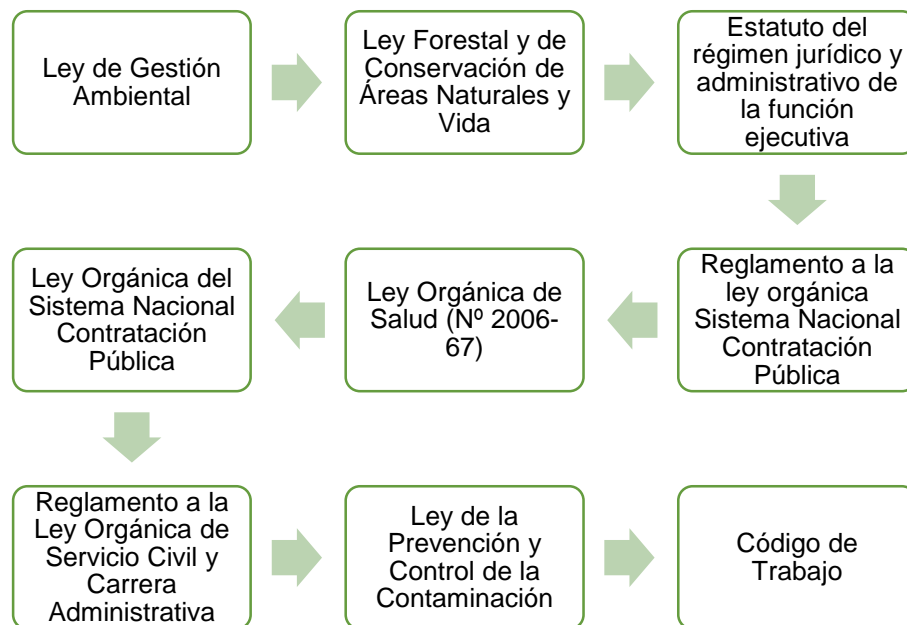 Ley de Gestión
Ambiental
Ley Forestal y de
Conservación de
Áreas Naturales y
Vida
Estatuto del
régimen jurídico y
administrativo de
la función
ejecutiva
Reglamento a la
ley orgánica
Sistema Nacional
Contratación
Pública
Ley Orgánica de
Salud (Nº 2006-
67)
Ley Orgánica del
Sistema Nacional
Contratación
Pública
Reglamento a la
Ley Orgánica de
Servicio Civil y
Carrera
Administrativa
Ley de la
Prevención y
Control de la
Contaminación
Código de
Trabajo